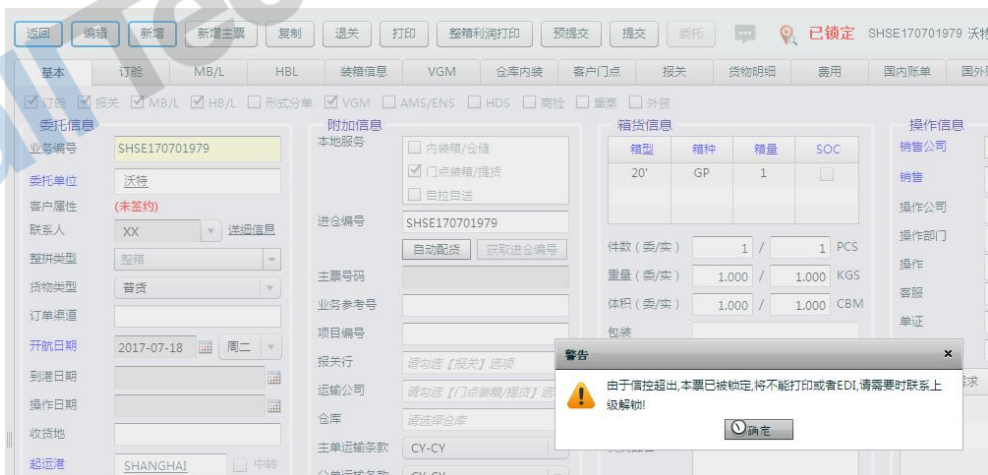 返回 编辑 新增 新增主票 复制 退关 打印 整箱利润打印 预提交 提交 委托 已锁定 SHSE170701979 沃特
基本 订舱 MB/L HBL 装箱信息 VGM 仓库内装 客户门点 报关 货物明细 费用 国内账单 国外
订舱 报关 MB/L HB/L 形式分单 VGM AMS/ENS HDS 商检 熏蒸 外贸
委托信息 附加信息 箱货信息 操作信息
业务编号 SHSE170701979 本地服务 内装箱/仓储 箱型 箱种 箱量 SOC 销售公司
委托单位 沃特 门点装箱/提货 20' GP 1 销售
客户属性 (未签约) 自拉自送 操作公司
联系人 XX 详细信息 进仓编号 SHSE170701979 操作部门
整拼类型 整箱 自动配货 获取进仓编号 件数（委/实） 1 / 1 PCS 操作
货物类型 普货 主票号码 重量（委/实） 1.000 / 1.000 KGS 客服
订单渠道 业务参考号 体积（委/实） 1.000 / 1.000 CBM 单证
开航日期 2017-07-18 周二 项目编号 包装
到港日期 报关行 请勾选【报关】选项
操作日期 运输公司 请勾选【门点装箱/提货】选
收货地 仓库 请选择仓库
起运港 SHANGHAI 中转 主单运输条款 CY-CY
分单运输条款 CY-CY
警告 x
由于信控超出,本票已被锁定,将不能打印或者EDI,请需要时联系上
级解锁!
确定
求